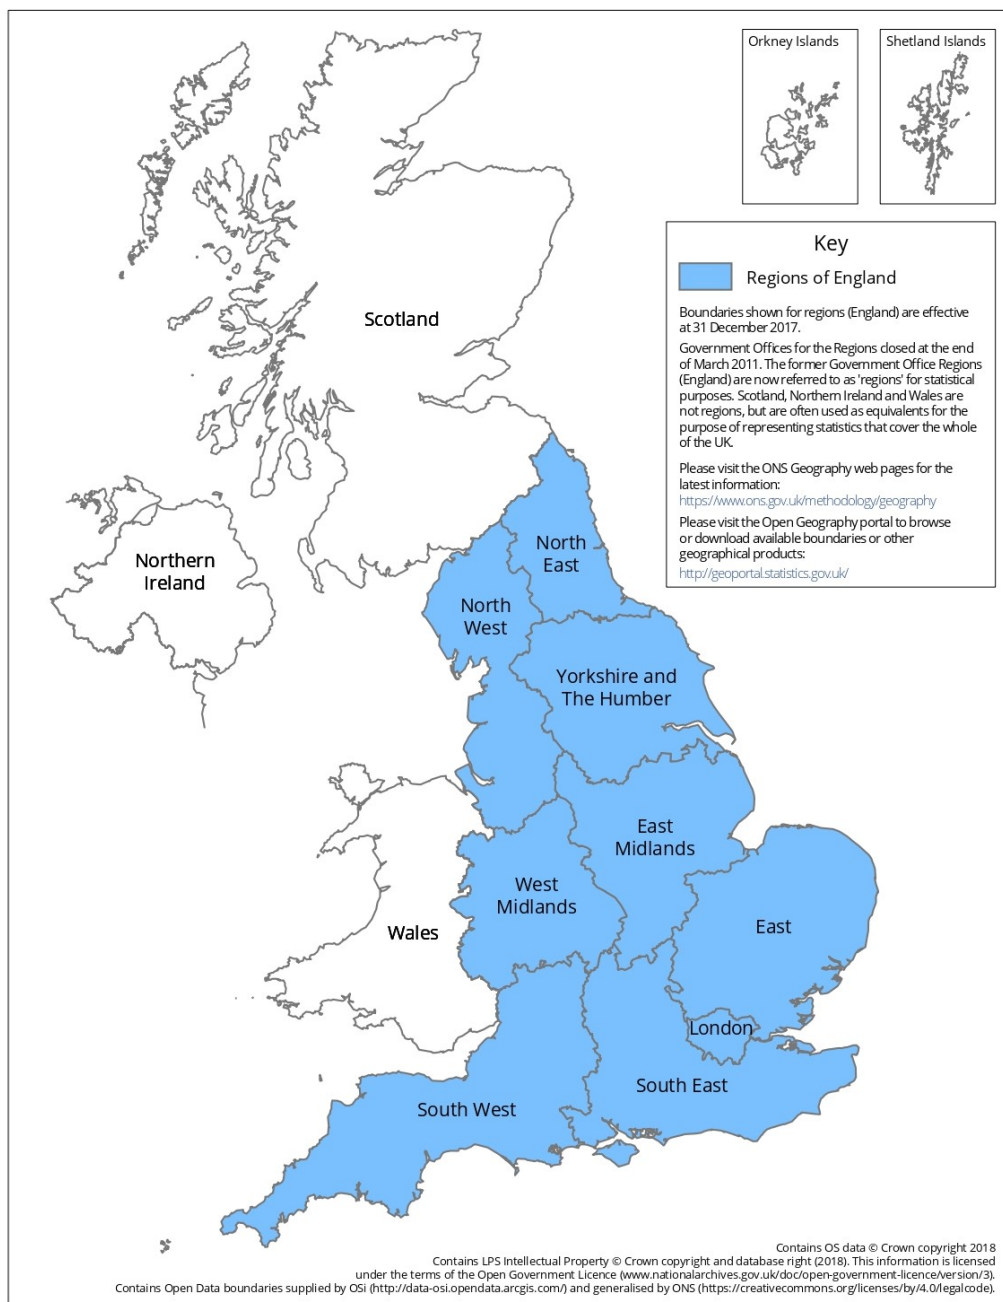 Orkney Islands
Shetland Islands
Key
Regions of England
Boundaries shown for regions (England) are effective
at 31 December 2017.
Government Offices for the Regions closed at the end
of March 2011. The former Government Office Regions
(England) are now referred to as 'regions' for statistical
purposes. Scotland, Northern Ireland and Wales are
not regions, but are often used as equivalents for the
purpose of representing statistics that cover the whole
of the UK.
Please visit the ONS Geography web pages for the
latest information:
https://www.ons.gov.uk/methodology/geography
Please visit the Open Geography portal to browse
or download available boundaries or other
geographical products:
http://geoportal.statistics.gov.uk/
Scotland
Northern
Ireland
North
East
North
West
Yorkshire and
The Humber
East
Midlands
West
Midlands
Wales
East
London
South East
South West
Contains OS data © Crown copyright 2018
Contains LPS Intellectual Property © Crown copyright and database right (2018). This information is licensed
under the terms of the Open Government Licence (www.nationalarchives.gov.uk/doc/open-government-licence/version/3).
Contains Open Data boundaries supplied by OSi (http://data-osi.opendata.arcgis.com/) and generalised by ONS (https://creativecommons.org/licenses/by/4.0/legalcode).